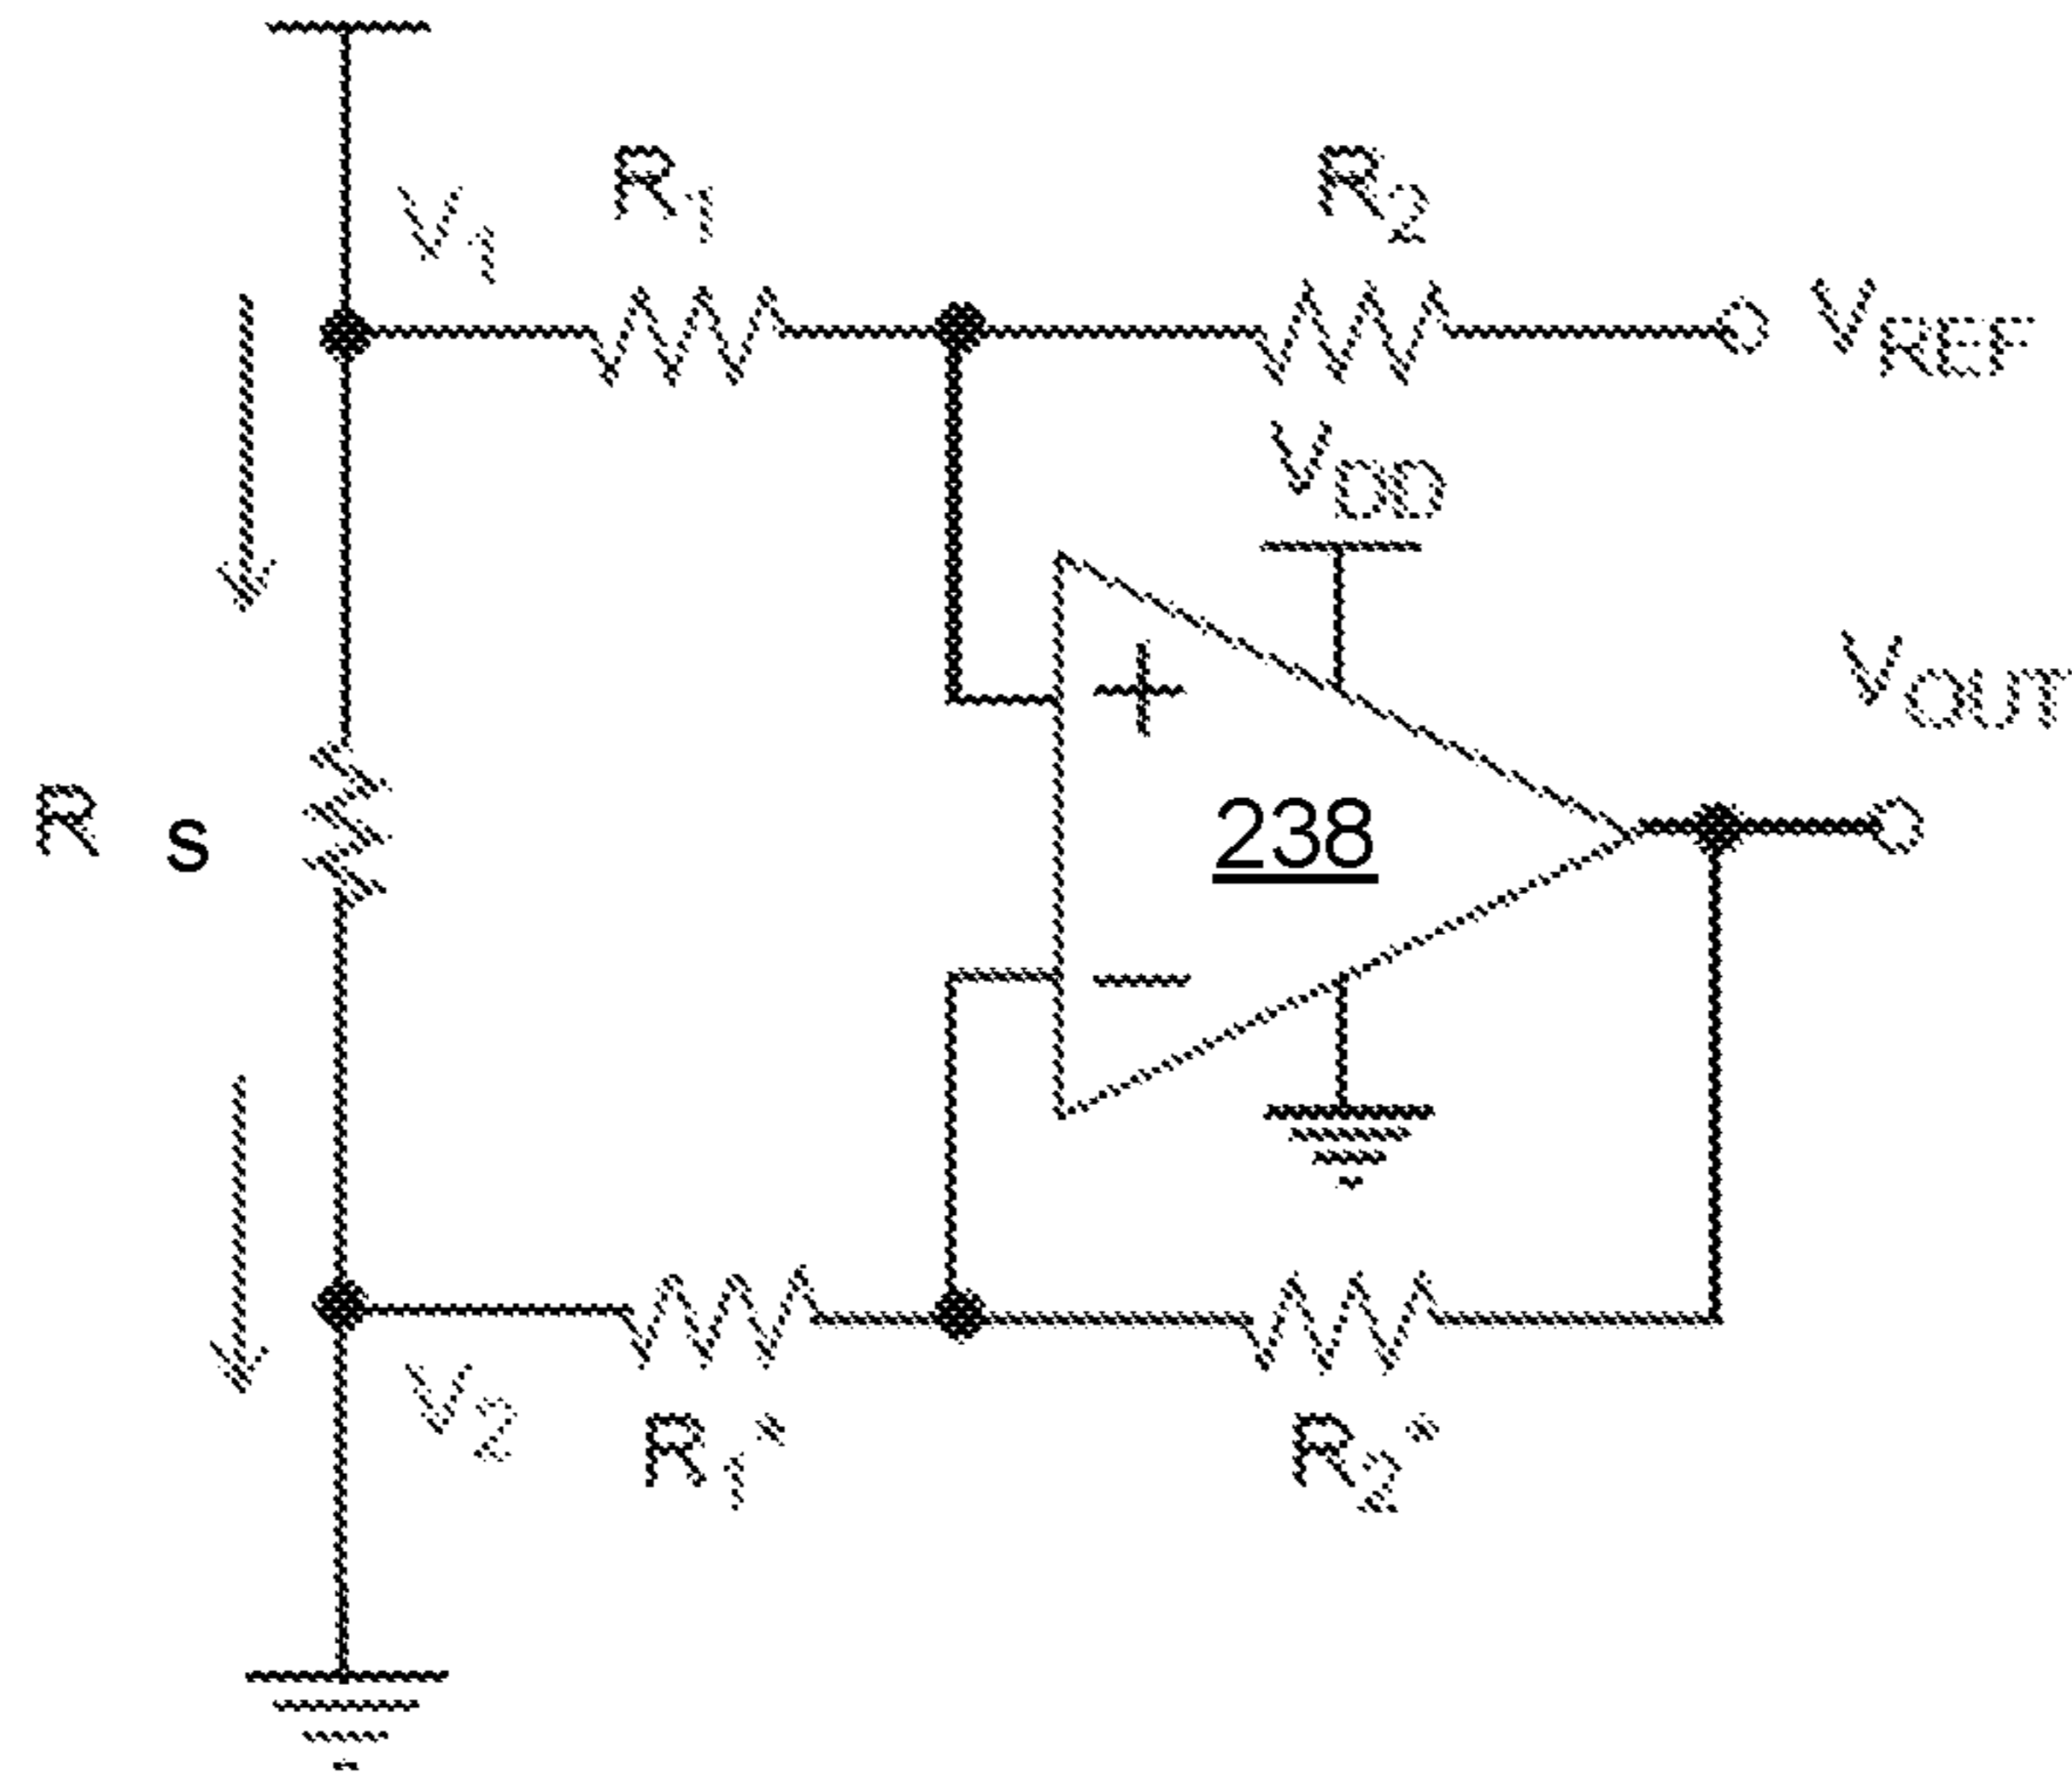 V1
R1
R2
VREF
VDD
+
VOUT
R S
238
−
V2
R1*
R2*